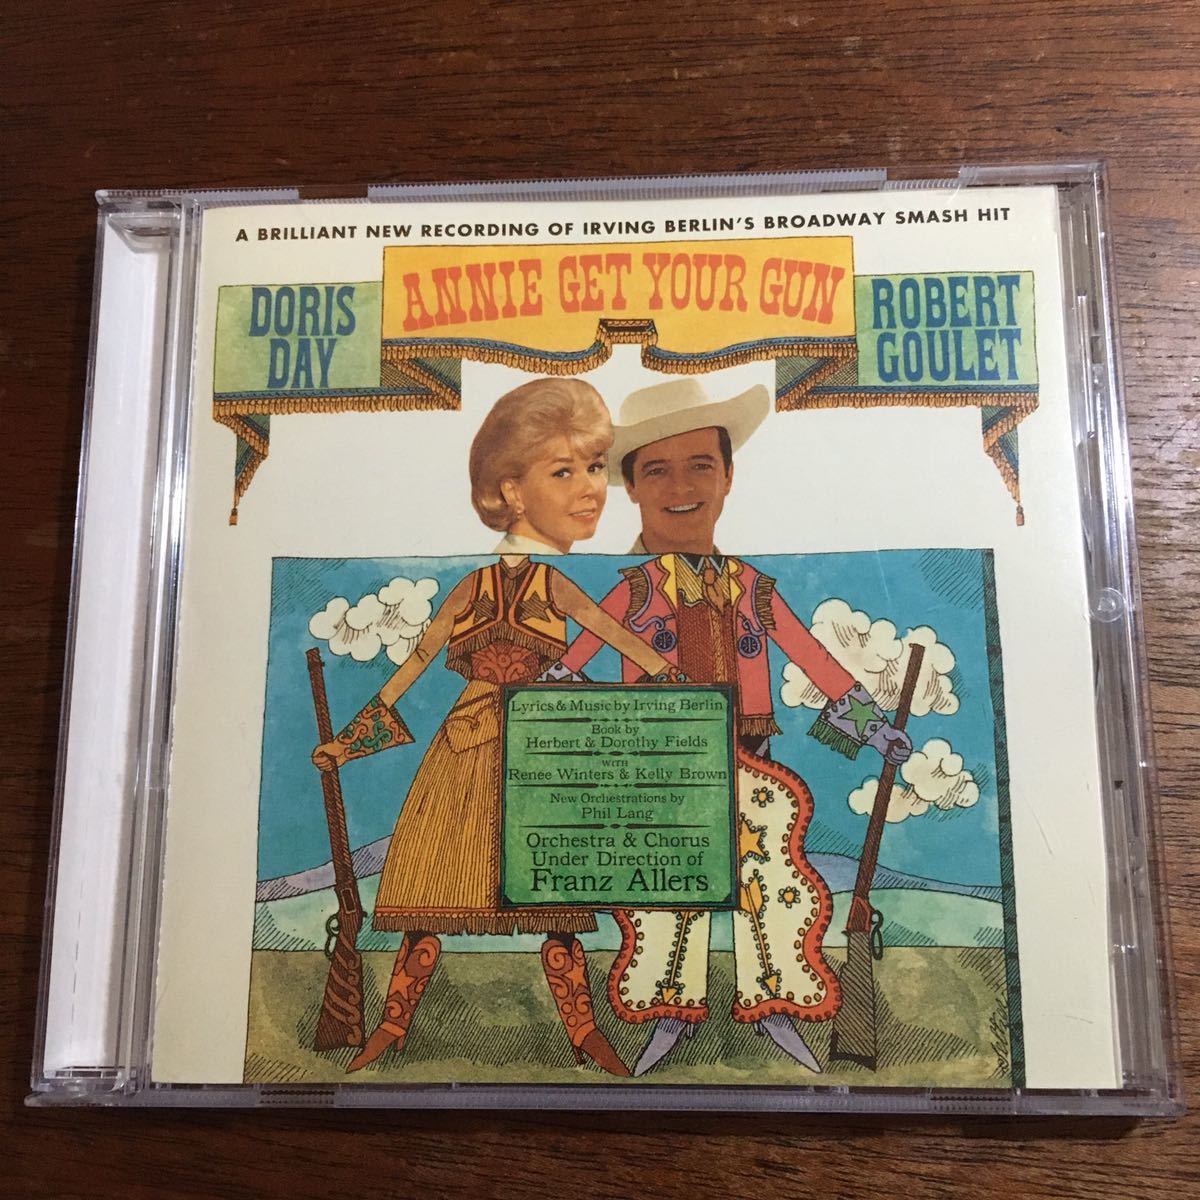 A BRILLIANT NEW RECORDING OF IRVING BERLIN'S BROADWAY SMASH HIT
ANNIE GET YOUR GUN
DORIS
DAY
ROBERT
GOULET
Lyrics & Music by Irving Berlin
Book by
Herbert & Dorothy Fields
WITH
Renee Winters & Kelly Brown
New Orchestrations by
Phil Lang
Orchestra & Chorus
Under Direction of
Franz Allers